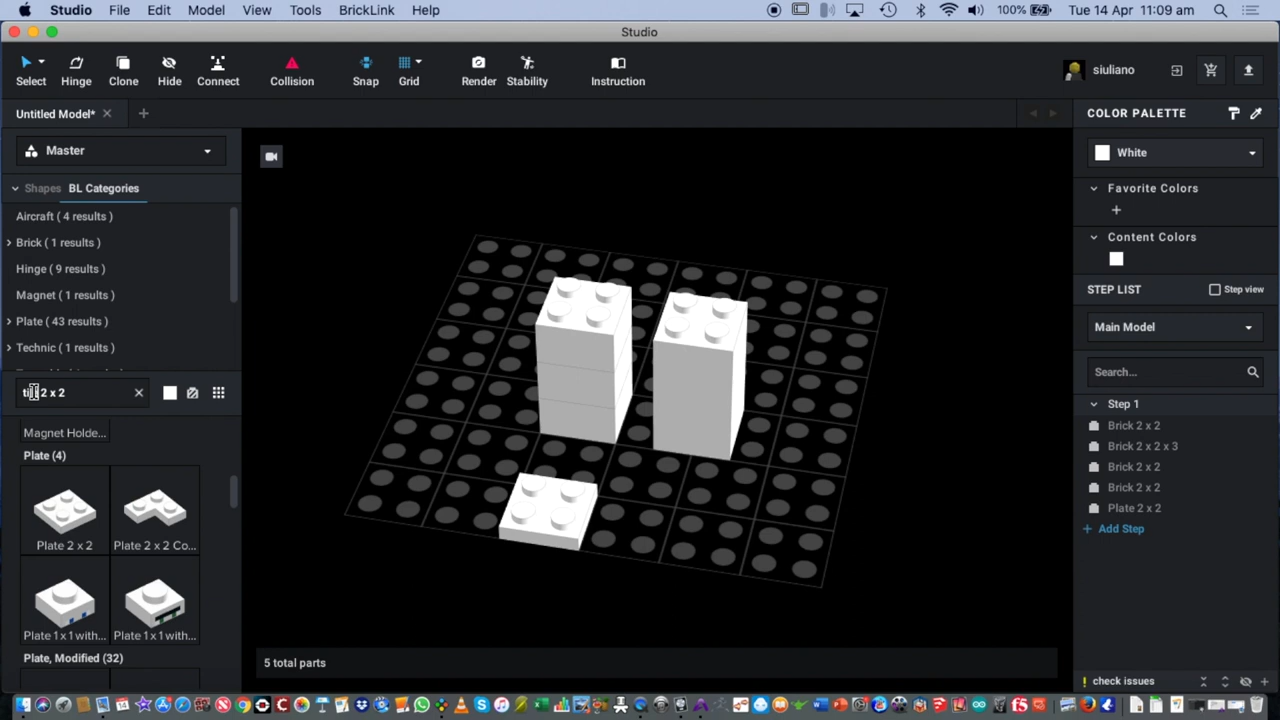 Studio File Edit Model View Tools BrickLink Help 100% Tue 14 Apr 11:09 am
Studio
Select Hinge Clone Hide Connect Collision Snap Grid Render Stability Instruction siuliano
Untitled Model*
COLOR PALETTE
Master
White
Shapes BL Categories
Favorite Colors
Aircraft ( 4 results )
Brick ( 1 results )
Content Colors
Hinge ( 9 results )
Magnet ( 1 results )
STEP LIST Step view
Plate ( 43 results )
Main Model
Technic ( 1 results )
Search...
2 x 2
Step 1
Brick 2 x 2
Magnet Holde...
Brick 2 x 2 x 3
Plate (4)
Brick 2 x 2
Brick 2 x 2
Plate 2 x 2
Add Step
Plate 2 x 2 Plate 2 x 2 Co...
Plate 1 x 1 with... Plate 1 x 1 with...
Plate, Modified (32)
5 total parts
check issues